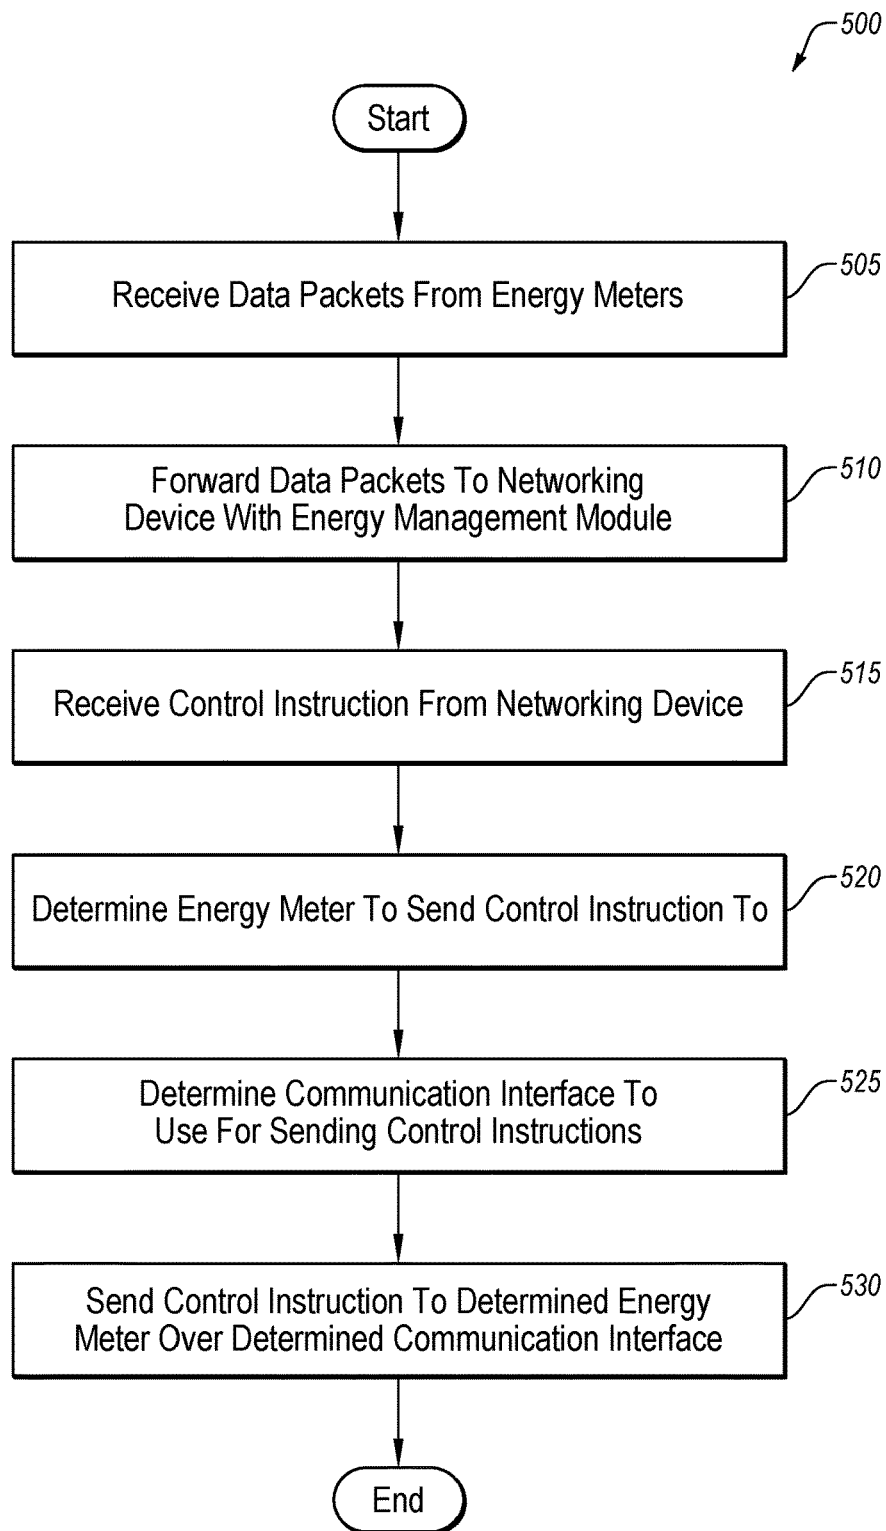 500
Start
Receive Data Packets From Energy Meters
505
Forward Data Packets To Networking
Device With Energy Management Module
510
Receive Control Instruction From Networking Device
515
Determine Energy Meter To Send Control Instruction To
520
Determine Communication Interface To
Use For Sending Control Instructions
525
Send Control Instruction To Determined Energy
Meter Over Determined Communication Interface
530
End